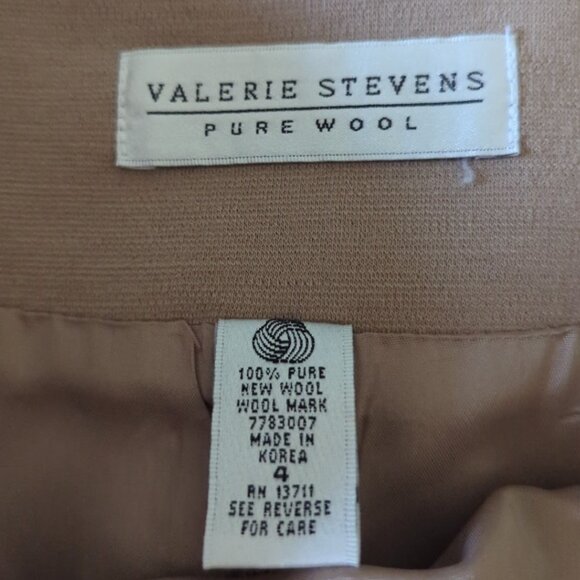 VALERIE STEVENS
PURE WOOL
100% PURE
NEW WOOL
WOOL MARK
7783007
MADE IN
KOREA
4
RN 13711
SEE REVERSE
FOR CARE